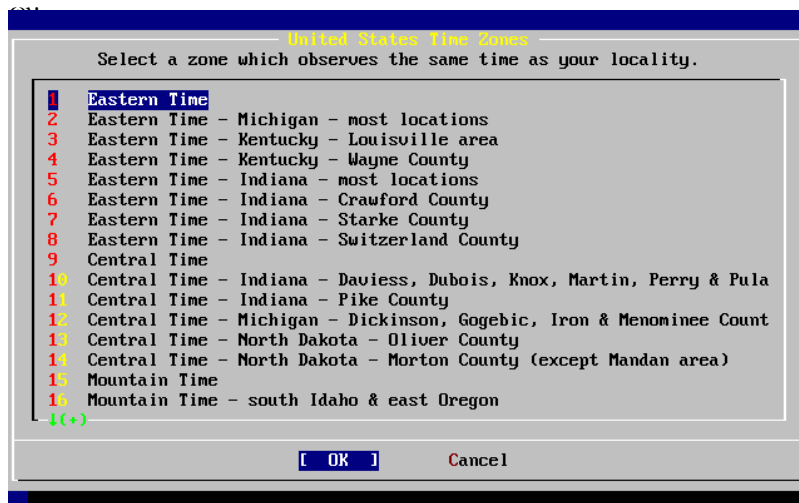 United States Time Zones
Select a zone which observes the same time as your locality.
1 Eastern Time
2 Eastern Time - Michigan - most locations
3 Eastern Time - Kentucky - Louisville area
4 Eastern Time - Kentucky - Wayne County
5 Eastern Time - Indiana - most locations
6 Eastern Time - Indiana - Crawford County
7 Eastern Time - Indiana - Starke County
8 Eastern Time - Indiana - Switzerland County
9 Central Time
10 Central Time - Indiana - Daviess, Dubois, Knox, Martin, Perry & Pula
11 Central Time - Indiana - Pike County
12 Central Time - Michigan - Dickinson, Gogebic, Iron & Menominee Count
13 Central Time - North Dakota - Oliver County
14 Central Time - North Dakota - Morton County (except Mandan area)
15 Mountain Time
16 Mountain Time - south Idaho & east Oregon
↓(+)
[ OK ] Cancel